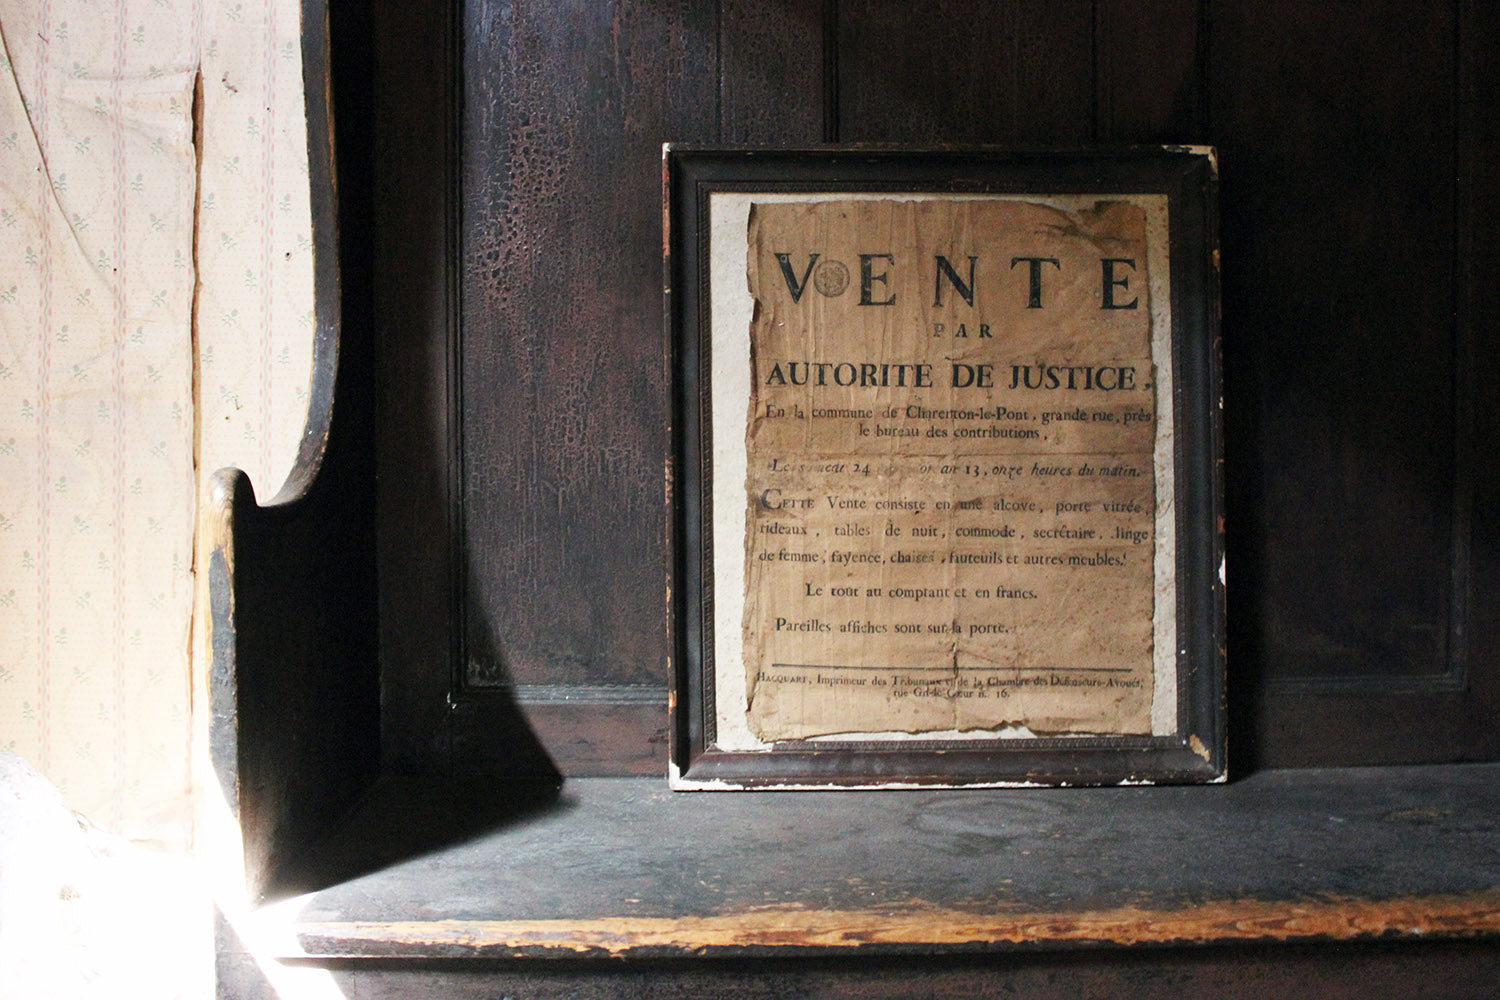 VENTE
PAR
AUTORITE DE JUSTICE,
En la commune de Charenton-le-Pont, grande rue, près
le bureau des contributions,
Le 24 an 13, onze heures du matin.
CETTE Vente consiste en une alcove, porte vitrée,
rideaux, tables de nuit, commode, secrétaire, linge
de femme, fayence, chaises, fauteuils et autres meubles.
Le tout au comptant et en francs.
Pareilles affiches sont sur la porte.
HACQUART, Imprimeur des Tribunaux et de la Chambre des Défenseurs-Avoués,
rue Gît-le-Cœur n. 16.